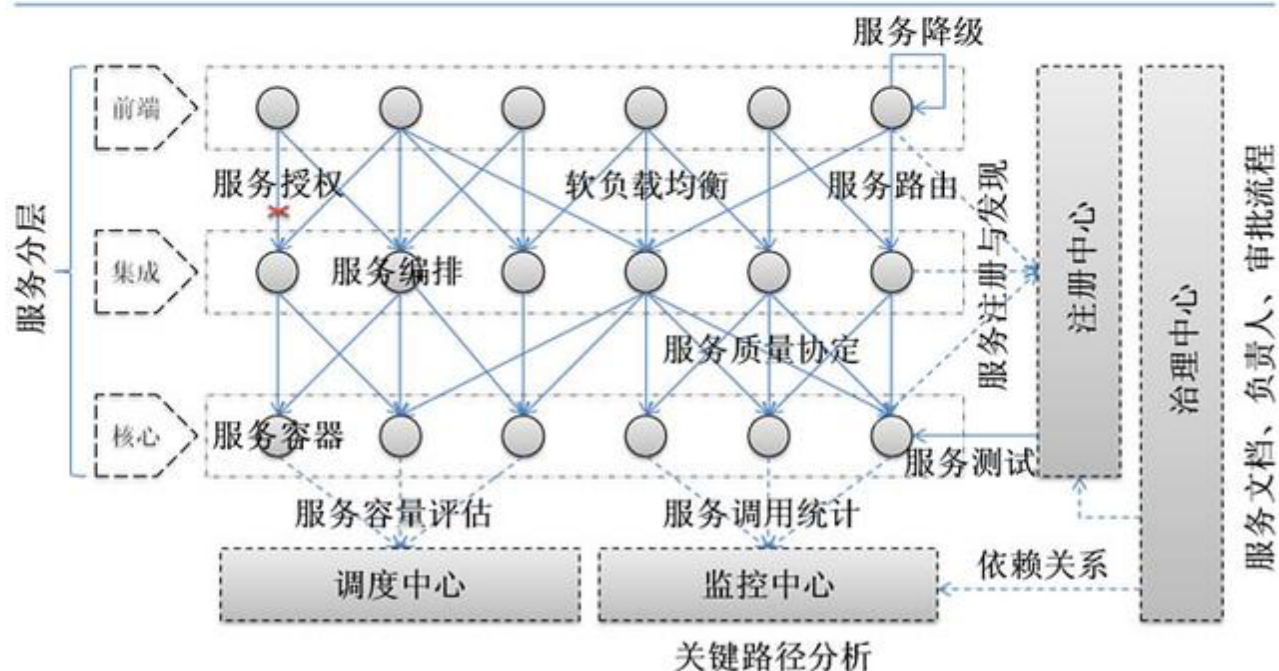 服务降级
前端
服务授权
软负载均衡
服务路由
服务分层
集成
服务编排
服务注册与发现
注册中心
治理中心
服务文档、负责人、审批流程
服务质量协定
核心
服务容器
服务测试
服务容量评估
服务调用统计
调度中心
监控中心
依赖关系
关键路径分析